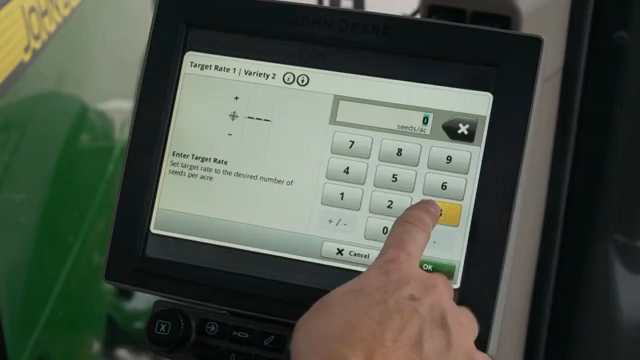 JOHN DEERE
Target Rate 1 | Variety 2
+
-
---
0
seeds/ac
Enter Target Rate
Set target rate to the desired number of
seeds per acre
7 8 9
4 5 6
1 2
+/- 0 .
Cancel OK